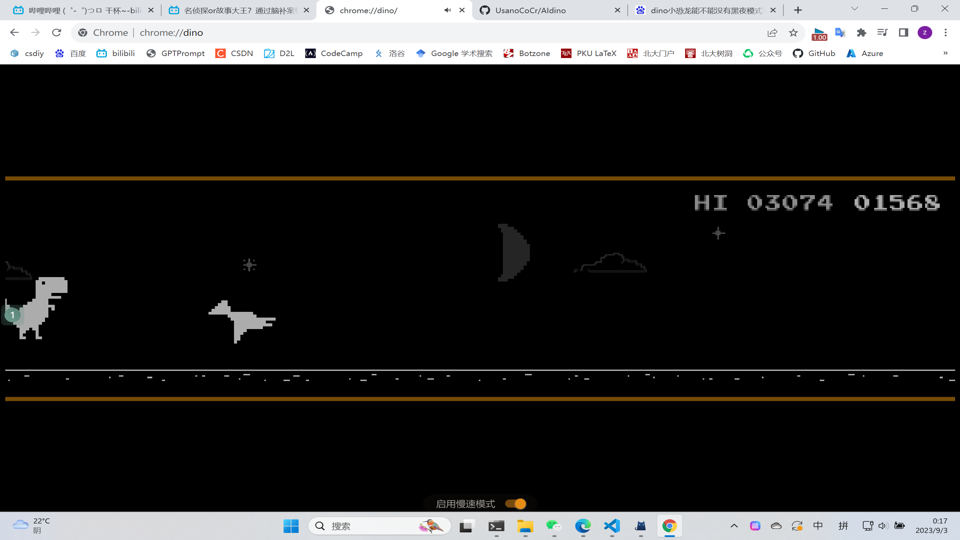 哔哩哔哩 (゜-゜)つロ 干杯~-bili
名侦探or故事大王？通过脑补案
chrome://dino/
UsanoCoCr/AIdino
dino小恐龙能不能没有黑夜模式
Chrome | chrome://dino
1.00
z
csdiy
百度
bilibili
GPTPrompt
CSDN
D2L
CodeCamp
洛谷
Google 学术搜索
Botzone
PKU LaTeX
北大门户
北大树洞
公众号
GitHub
Azure
»
HI 03074 01568
1
启用慢速模式
22°C
阴
搜索
中
拼
0:17
2023/9/3